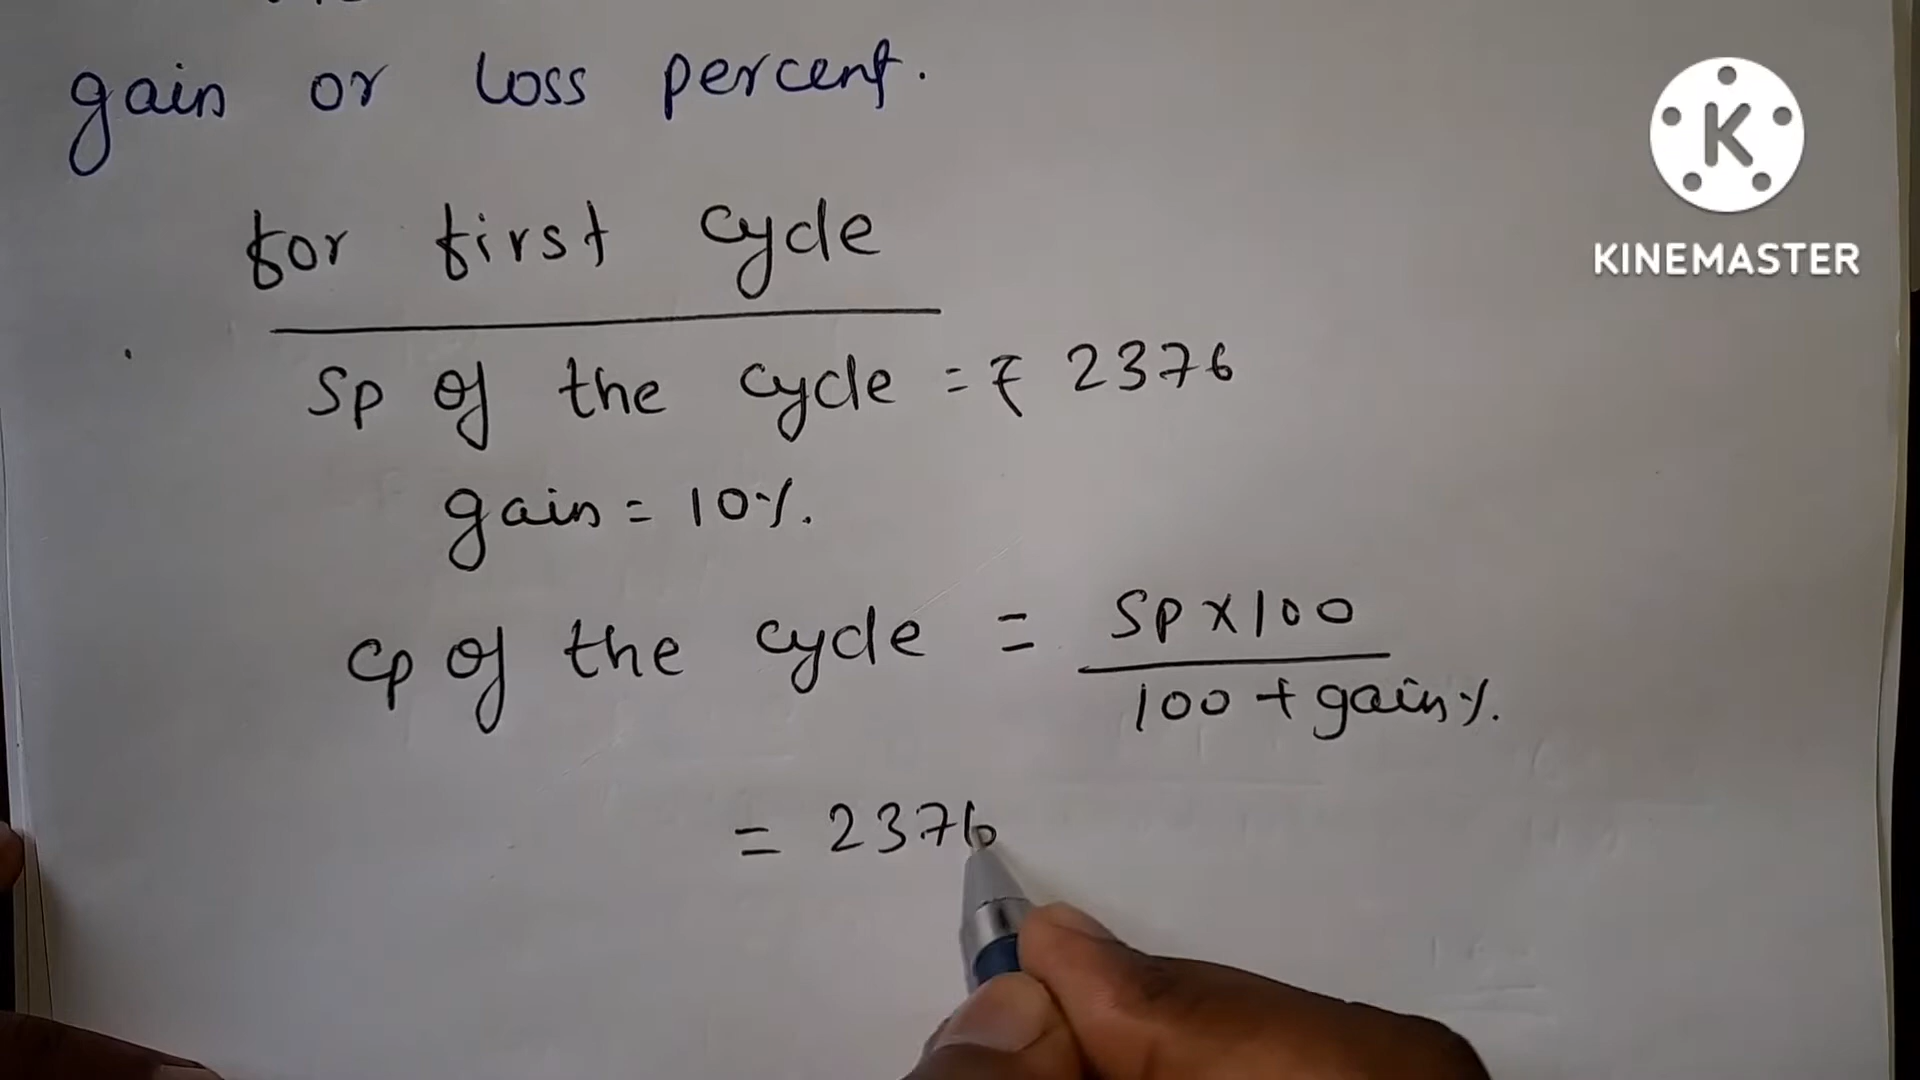 gain or loss percent.
for first cycle
SP of the cycle = ₹ 2376
gain = 10%.
CP of the cycle = SP × 100
100 + gain%.
= 2376
K
KINEMASTER